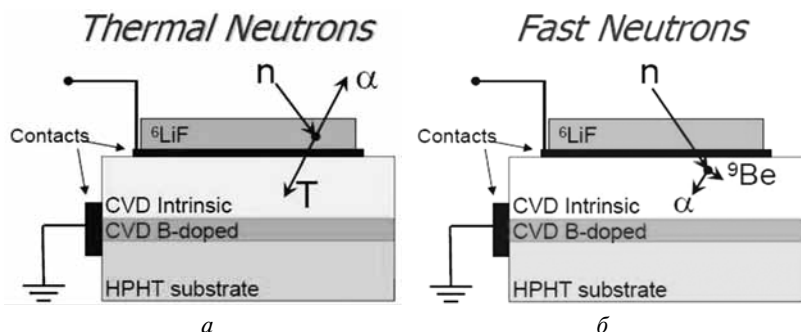 Thermal Neutrons
n
α
⁶LiF
Contacts
T
CVD Intrinsic
CVD B-doped
HPHT substrate
а
Fast Neutrons
n
⁶LiF
Contacts
⁹Be
α
CVD Intrinsic
CVD B-doped
HPHT substrate
б